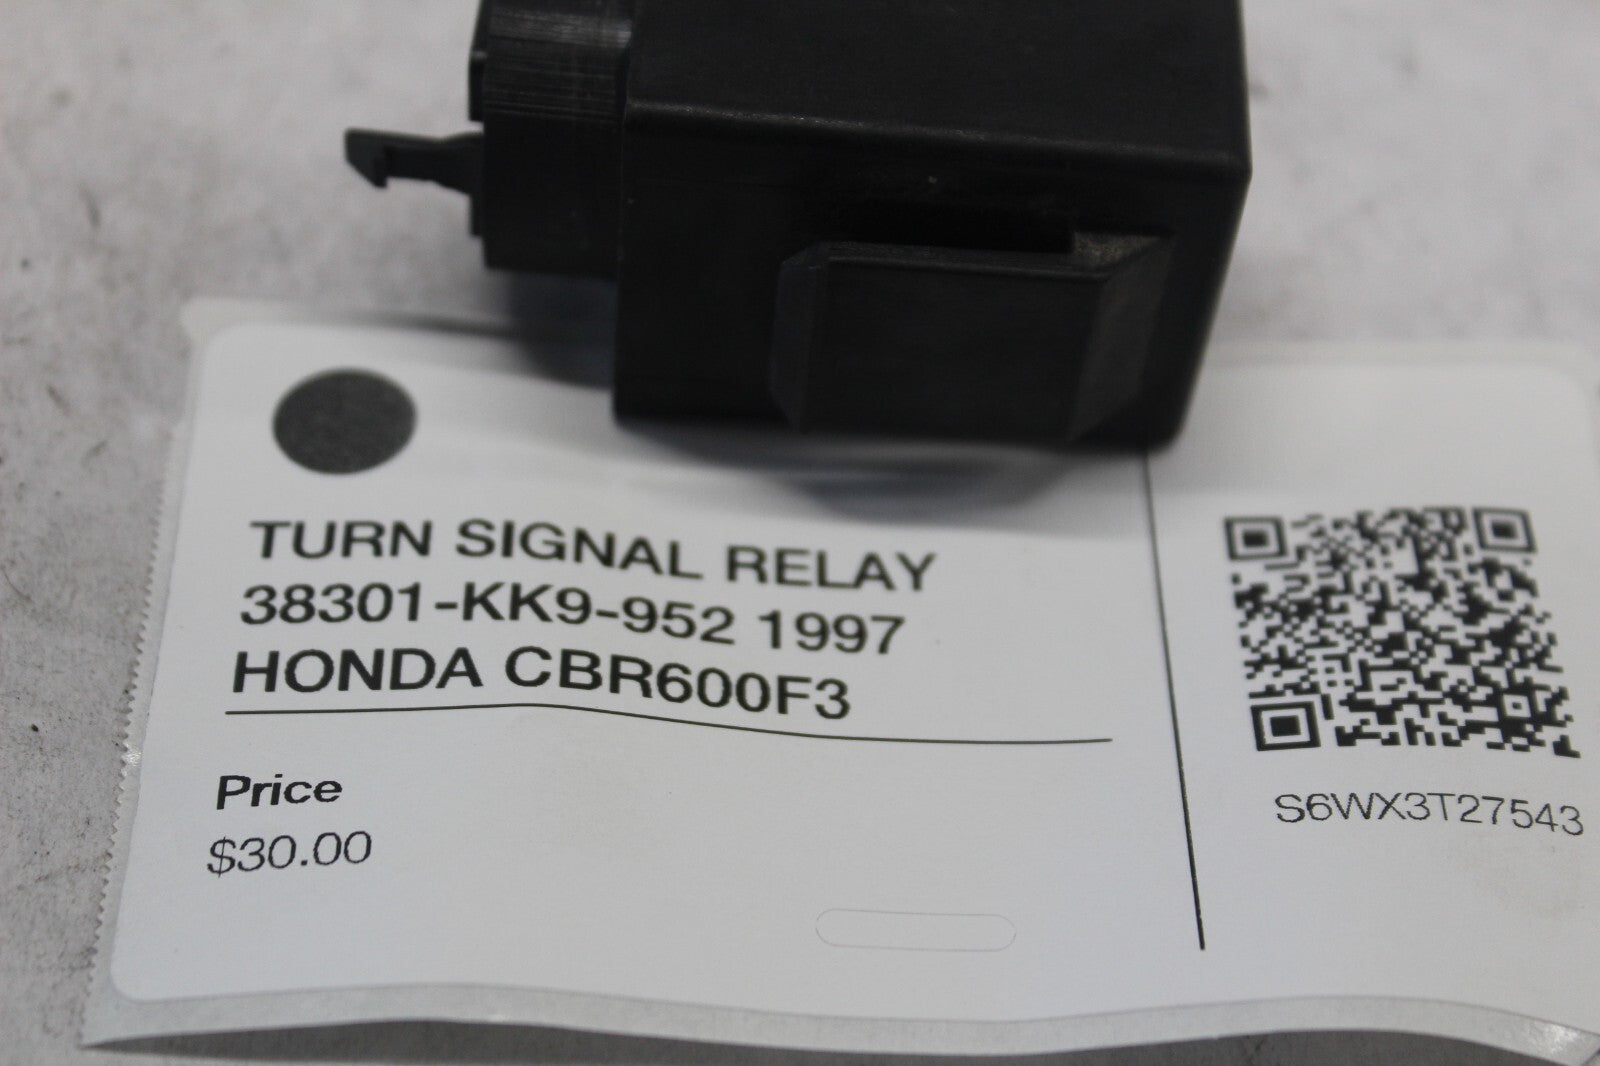 TURN SIGNAL RELAY
38301-KK9-952 1997
HONDA CBR600F3
Price
$30.00
S6WX3T27543